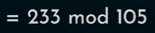 = 233 mod 105